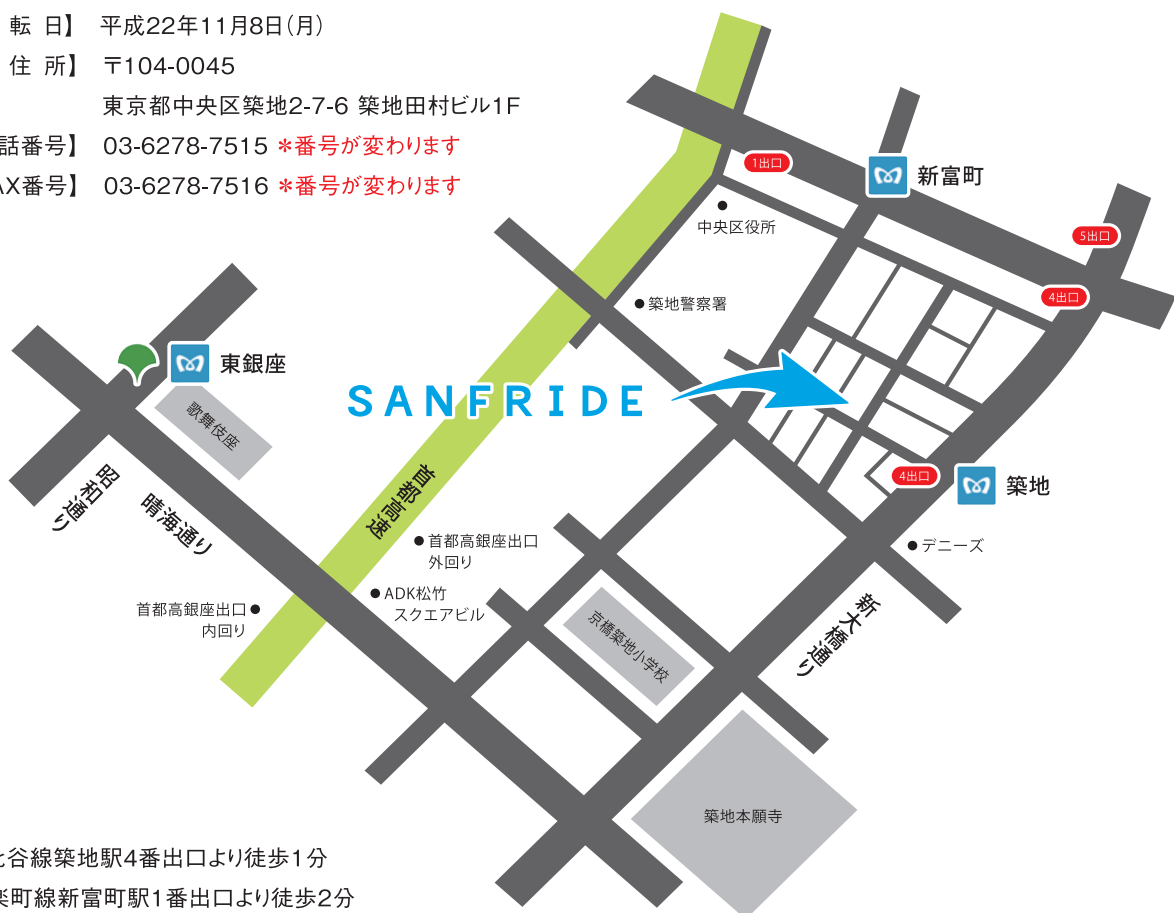 転 日】 平成22年11月8日(月)
住 所】 〒104-0045
東京都中央区築地2-7-6 築地田村ビル1F
話番号】 03-6278-7515 *番号が変わります
AX番号】 03-6278-7516 *番号が変わります
1出口
新富町
中央区役所
5出口
4出口
築地警察署
東銀座
歌舞伎座
SANFRIDE
昭和通り
晴海通り
首都高速
4出口
築地
首都高銀座出口
外回り
デニーズ
ADK松竹
スクエアビル
首都高銀座出口
内回り
京橋築地小学校
新大橋通り
築地本願寺
比谷線築地駅4番出口より徒歩1分
楽町線新富町駅1番出口より徒歩2分